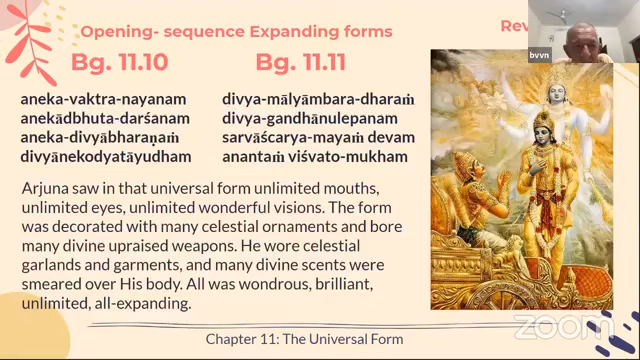 Opening- sequence Expanding forms
Rev
bvvn
Bg. 11.10
Bg. 11.11
aneka-vaktra-nayanam
anekādbhuta-darśanam
aneka-divyābharaṇaṁ
divyānekodyatāyudham
divya-mālyāmbara-dharaṁ
divya-gandhānulepanam
sarvāścarya-mayaṁ devam
anantaṁ viśvato-mukham
Arjuna saw in that universal form unlimited mouths,
unlimited eyes, unlimited wonderful visions. The form
was decorated with many celestial ornaments and bore
many divine upraised weapons. He wore celestial
garlands and garments, and many divine scents were
smeared over His body. All was wondrous, brilliant,
unlimited, all-expanding.
Chapter 11: The Universal Form
zoom